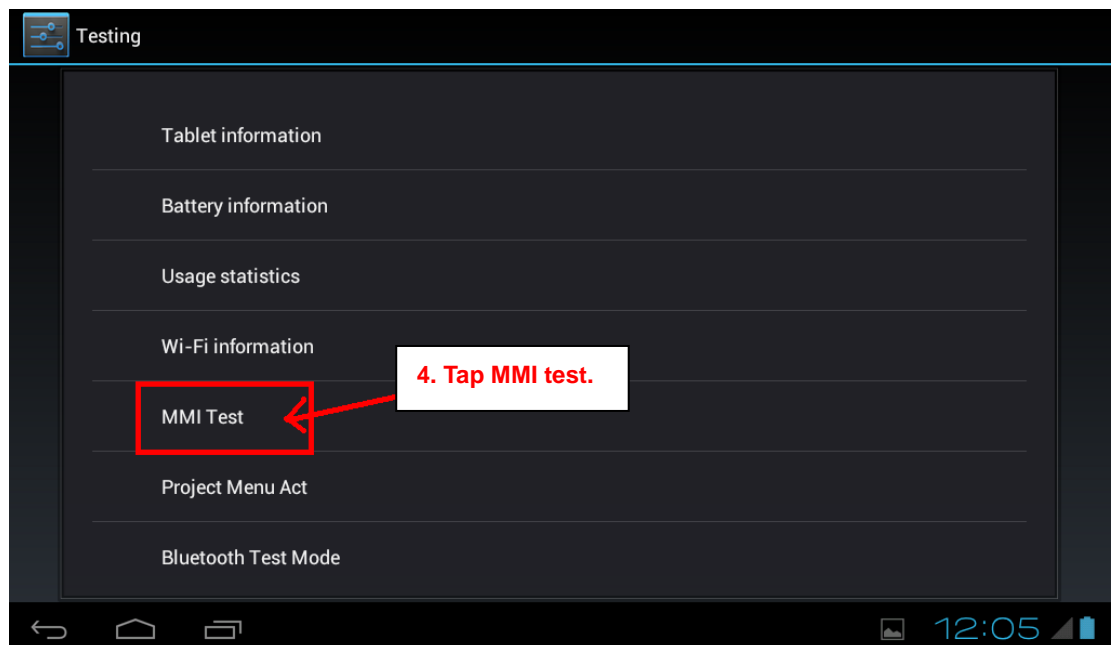 Testing
Tablet information
Battery information
Usage statistics
Wi-Fi information
4. Tap MMI test.
MMI Test
Project Menu Act
Bluetooth Test Mode
12:05